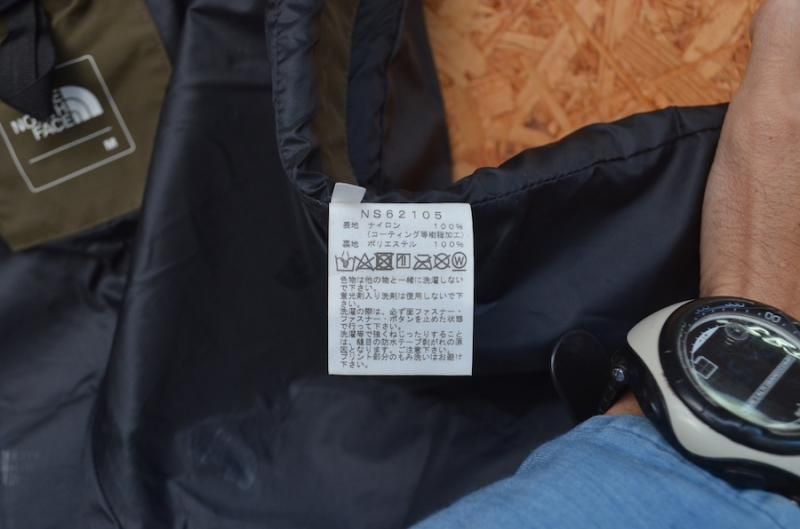 THE
NORTH
FACE
M
NS62105
表地 ナイロン 100%
(コーティング等樹脂加工)
裏地 ポリエステル 100%
色物は他の物と一緒に洗濯しない
で下さい。
蛍光剤入り洗剤は使用しないで下
さい。
洗濯の際は、必ず面ファスナー・
ファスナー・ボタンを止めた状態
で行って下さい。
洗濯等で強くねじったりすること
は、縫目の防水テープ剥がれの原
因となります。ご注意下さい。
プリント部分のもみ洗いはお避け
下さい。